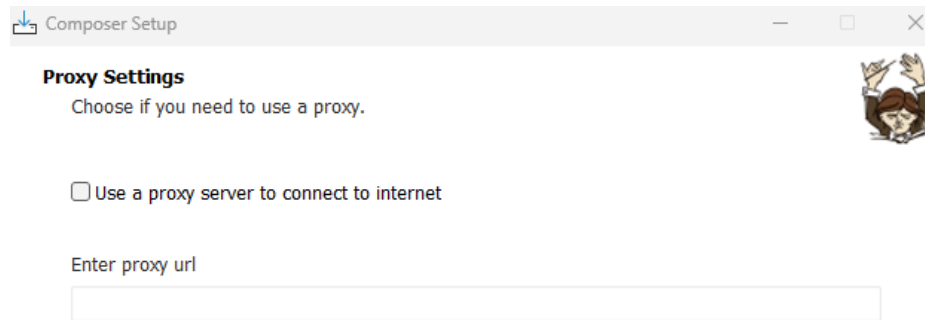 Composer Setup
Proxy Settings
Choose if you need to use a proxy.
Use a proxy server to connect to internet
Enter proxy url